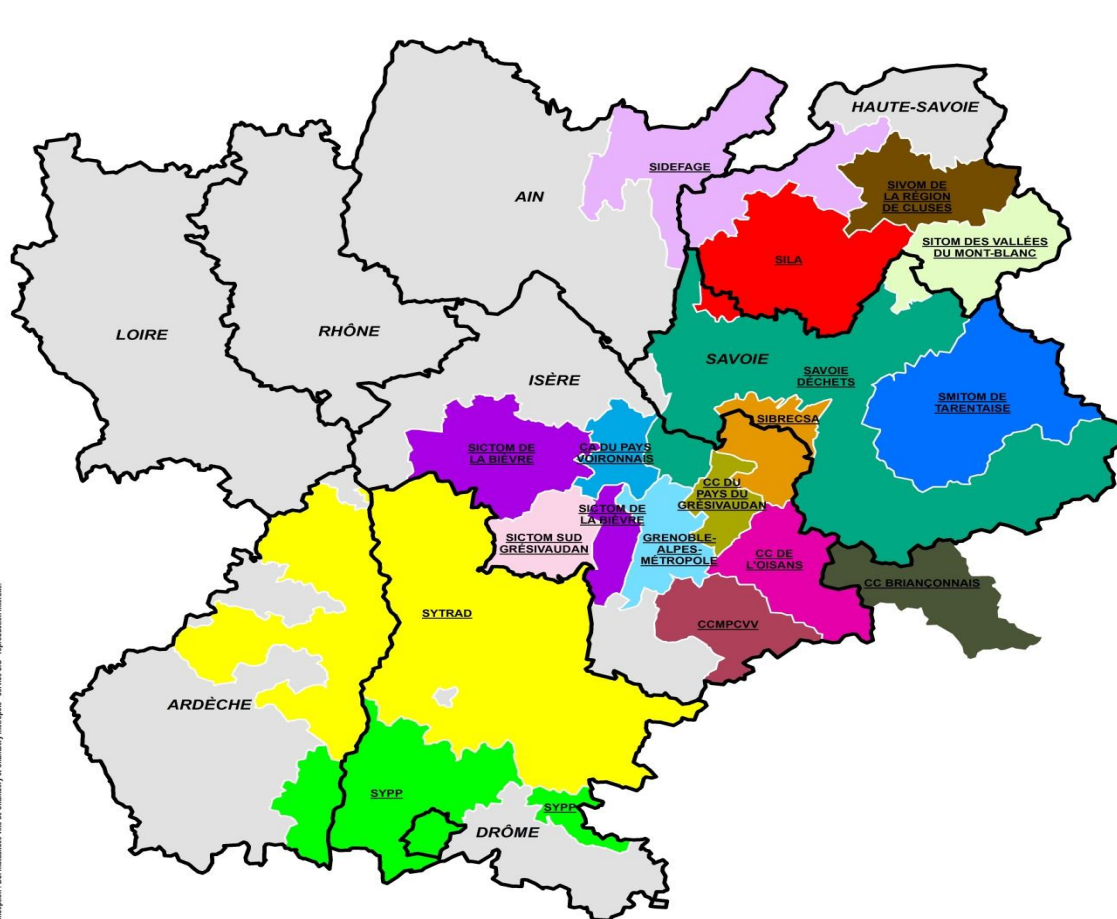 HAUTE-SAVOIE
SIDEFAGE
AIN
SIVOM DE
LA RÉGION
DE CLUSES
SITOM DES VALLÉES
DU MONT-BLANC
SILA
LOIRE
RHÔNE
SAVOIE
SAVOIE
DÉCHETS
ISÈRE
SMITOM DE
TARENTAISE
SIBRECSA
SICTOM DE
LA BIÈVRE
CA DU PAYS
VOIRONNAIS
CC DU
PAYS DU
GRÉSIVAUDAN
SICTOM DE
LA BIÈVRE
SICTOM SUD
GRÉSIVAUDAN
GRENOBLE-
ALPES-
MÉTROPOLE
CC DE
L'OISANS
CC BRIANÇONNAIS
SYTRAD
CCMPCVV
ARDÈCHE
SYPP
SYPP
DRÔME